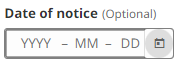 Date of notice (Optional)
YYYY – MM – DD